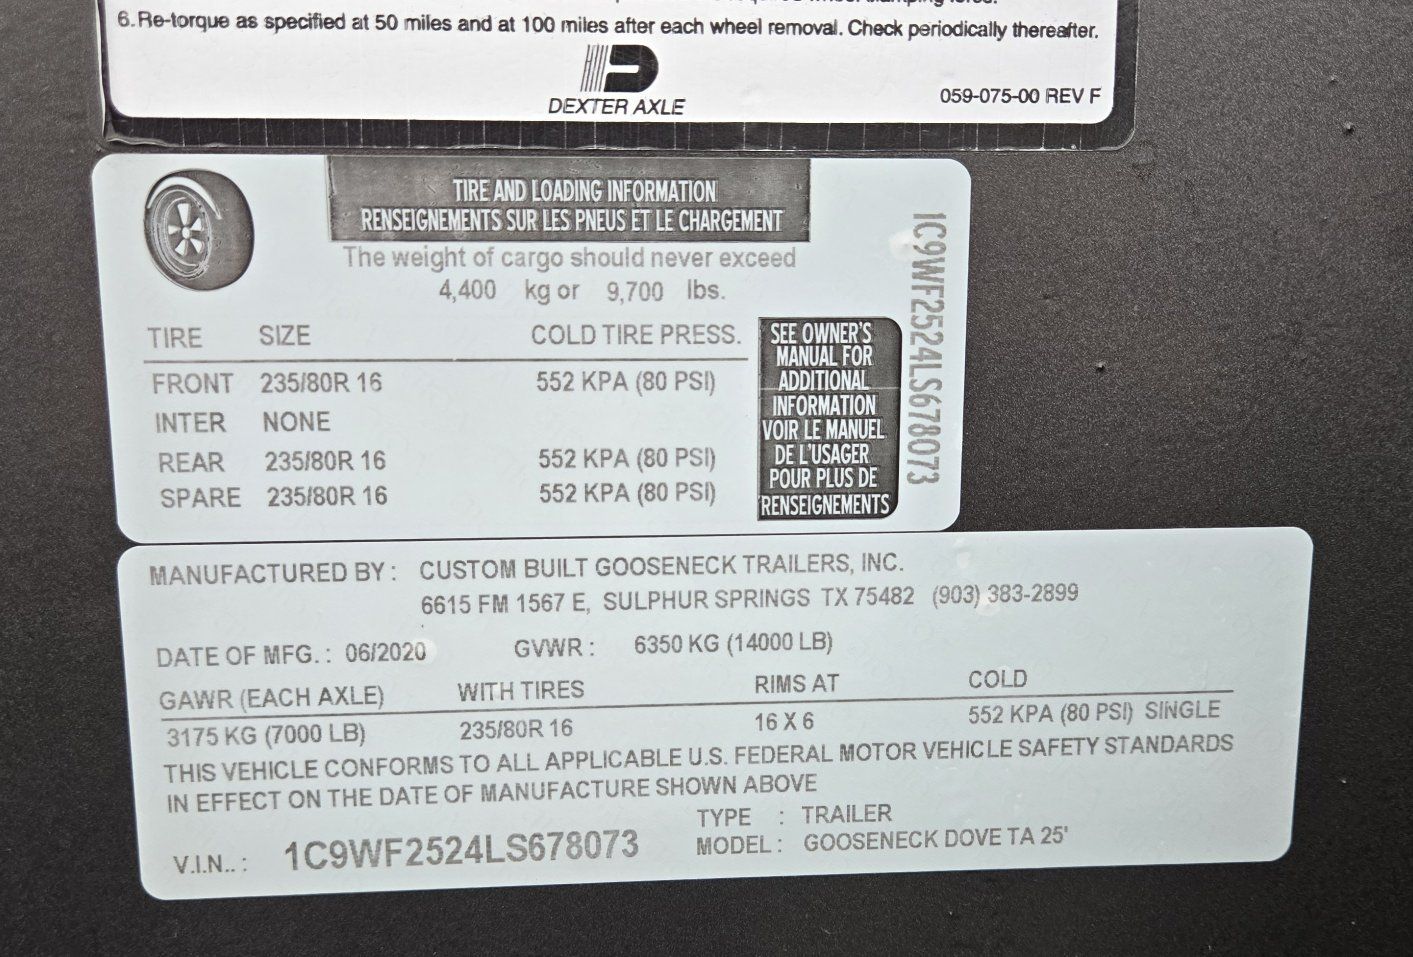 6. Re-torque as specified at 50 miles and at 100 miles after each wheel removal. Check periodically thereafter.
DEXTER AXLE
059-075-00 REV F
TIRE AND LOADING INFORMATION
RENSEIGNEMENTS SUR LES PNEUS ET LE CHARGEMENT
The weight of cargo should never exceed
4,400 kg or 9,700 lbs.
TIRE SIZE COLD TIRE PRESS.
FRONT 235/80R 16 552 KPA (80 PSI)
INTER NONE
REAR 235/80R 16 552 KPA (80 PSI)
SPARE 235/80R 16 552 KPA (80 PSI)
SEE OWNER'S
MANUAL FOR
ADDITIONAL
INFORMATION
VOIR LE MANUEL
DE L'USAGER
POUR PLUS DE
RENSEIGNEMENTS
1C9WF2524LS678073
MANUFACTURED BY : CUSTOM BUILT GOOSENECK TRAILERS, INC.
6615 FM 1567 E, SULPHUR SPRINGS TX 75482 (903) 383-2899
DATE OF MFG. : 06/2020 GVWR : 6350 KG (14000 LB)
GAWR (EACH AXLE) WITH TIRES RIMS AT COLD
3175 KG (7000 LB) 235/80R 16 16 X 6 552 KPA (80 PSI) SINGLE
THIS VEHICLE CONFORMS TO ALL APPLICABLE U.S. FEDERAL MOTOR VEHICLE SAFETY STANDARDS
IN EFFECT ON THE DATE OF MANUFACTURE SHOWN ABOVE
TYPE : TRAILER
V.I.N.. : 1C9WF2524LS678073 MODEL : GOOSENECK DOVE TA 25'